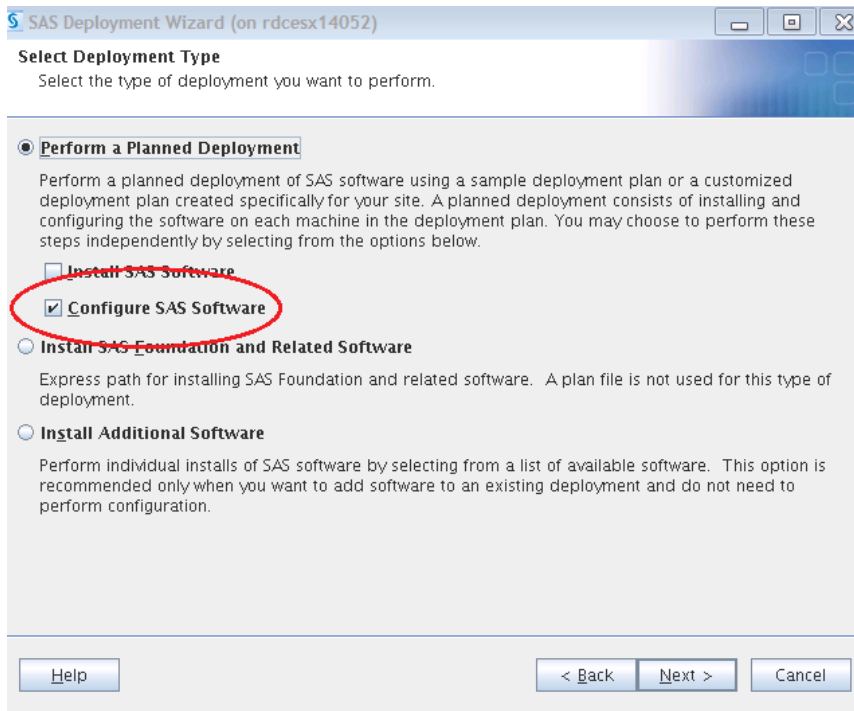 SAS Deployment Wizard (on rdcesx14052)
Select Deployment Type
Select the type of deployment you want to perform.
Perform a Planned Deployment
Perform a planned deployment of SAS software using a sample deployment plan or a customized
deployment plan created specifically for your site. A planned deployment consists of installing and
configuring the software on each machine in the deployment plan. You may choose to perform these
steps independently by selecting from the options below.
Install SAS Software
Configure SAS Software
Install SAS Foundation and Related Software
Express path for installing SAS Foundation and related software. A plan file is not used for this type of
deployment.
Install Additional Software
Perform individual installs of SAS software by selecting from a list of available software. This option is
recommended only when you want to add software to an existing deployment and do not need to
perform configuration.
Help
< Back
Next >
Cancel